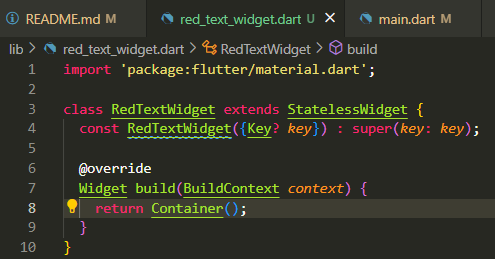 README.md M
red_text_widget.dart U
main.dart
lib > red_text_widget.dart > RedTextWidget > build
1 import 'package:flutter/material.dart';
2
3 class RedTextWidget extends StatelessWidget {
4 const RedTextWidget({Key? key}) : super(key: key);
5
6 @override
7 Widget build(BuildContext context) {
8 return Container();
9 }
10 }